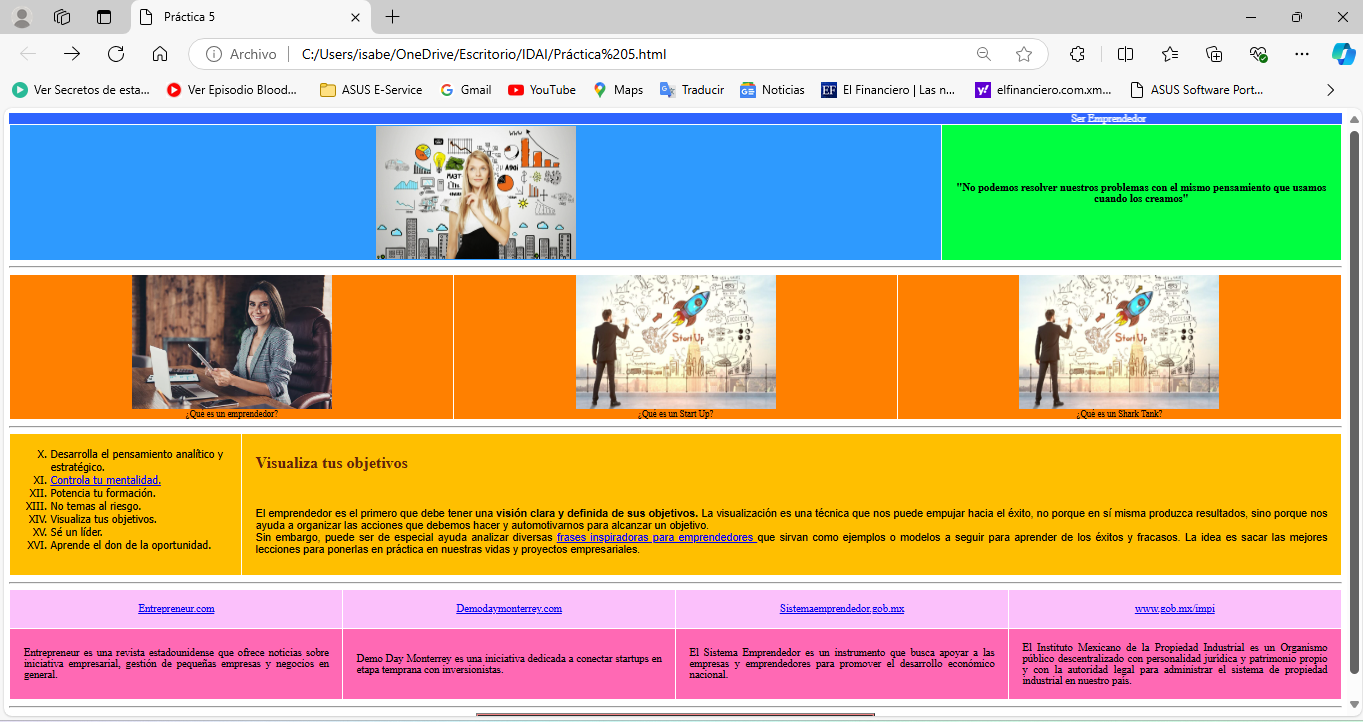 Práctica 5
Archivo
C:/Users/isabe/OneDrive/Escritorio/IDAI/Práctica%205.html
Ver Secretos de esta...
Ver Episodio Blood...
ASUS E-Service
Gmail
YouTube
Maps
Traducir
Noticias
EF
El Financiero | Las n...
y!
elfinanciero.com.xm...
ASUS Software Port...
Ser Emprendedor
"No podemos resolver nuestros problemas con el mismo pensamiento que usamos
cuando los creamos"
Start Up
Start Up
¿Qué es un emprendedor?
¿Qué es un Start Up?
¿Qué es un Shark Tank?
X. Desarrolla el pensamiento analítico y
estratégico.
XI. Controla tu mentalidad.
XII. Potencia tu formación.
XIII. No temas al riesgo.
XIV. Visualiza tus objetivos.
XV. Sé un líder.
XVI. Aprende el don de la oportunidad.
Visualiza tus objetivos
El emprendedor es el primero que debe tener una visión clara y definida de sus objetivos. La visualización es una técnica que nos puede empujar hacia el éxito, no porque en sí misma produzca resultados, sino porque nos
ayuda a organizar las acciones que debemos hacer y automotivarnos para alcanzar un objetivo.
Sin embargo, puede ser de especial ayuda analizar diversas frases inspiradoras para emprendedores que sirvan como ejemplos o modelos a seguir para aprender de los éxitos y fracasos. La idea es sacar las mejores
lecciones para ponerlas en práctica en nuestras vidas y proyectos empresariales.
Entrepreneur.com
Demodaymonterrey.com
Sistemaemprendedor.gob.mx
www.gob.mx/impi
Entrepreneur es una revista estadounidense que ofrece noticias sobre
iniciativa empresarial, gestión de pequeñas empresas y negocios en
general.
Demo Day Monterrey es una iniciativa dedicada a conectar startups en
etapa temprana con inversionistas.
El Sistema Emprendedor es un instrumento que busca apoyar a las
empresas y emprendedores para promover el desarrollo económico
nacional.
El Instituto Mexicano de la Propiedad Industrial es un Organismo
público descentralizado con personalidad jurídica y patrimonio propio
y con la autoridad legal para administrar el sistema de propiedad
industrial en nuestro país.